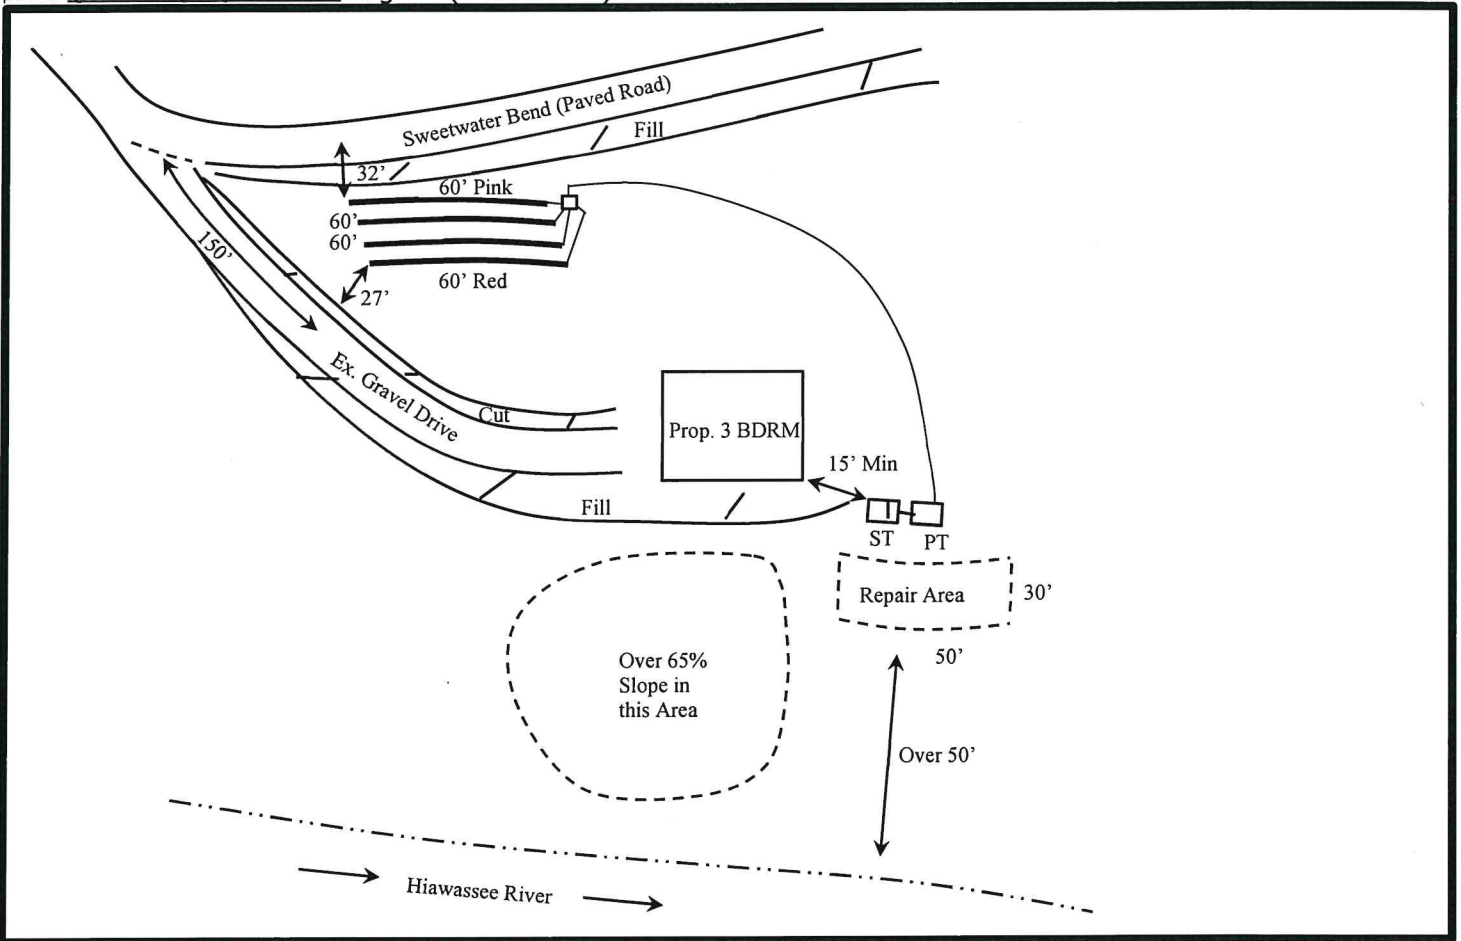 Sweetwater Bend (Paved Road)
Fill
32’
60’ Pink
60’
60’
60’ Red
27’
150’
Ex. Gravel Drive
Cut
Prop. 3 BDRM
15’ Min
Fill
ST
PT
Repair Area
30’
50’
Over 65%
Slope in
this Area
Over 50’
Hiawassee River